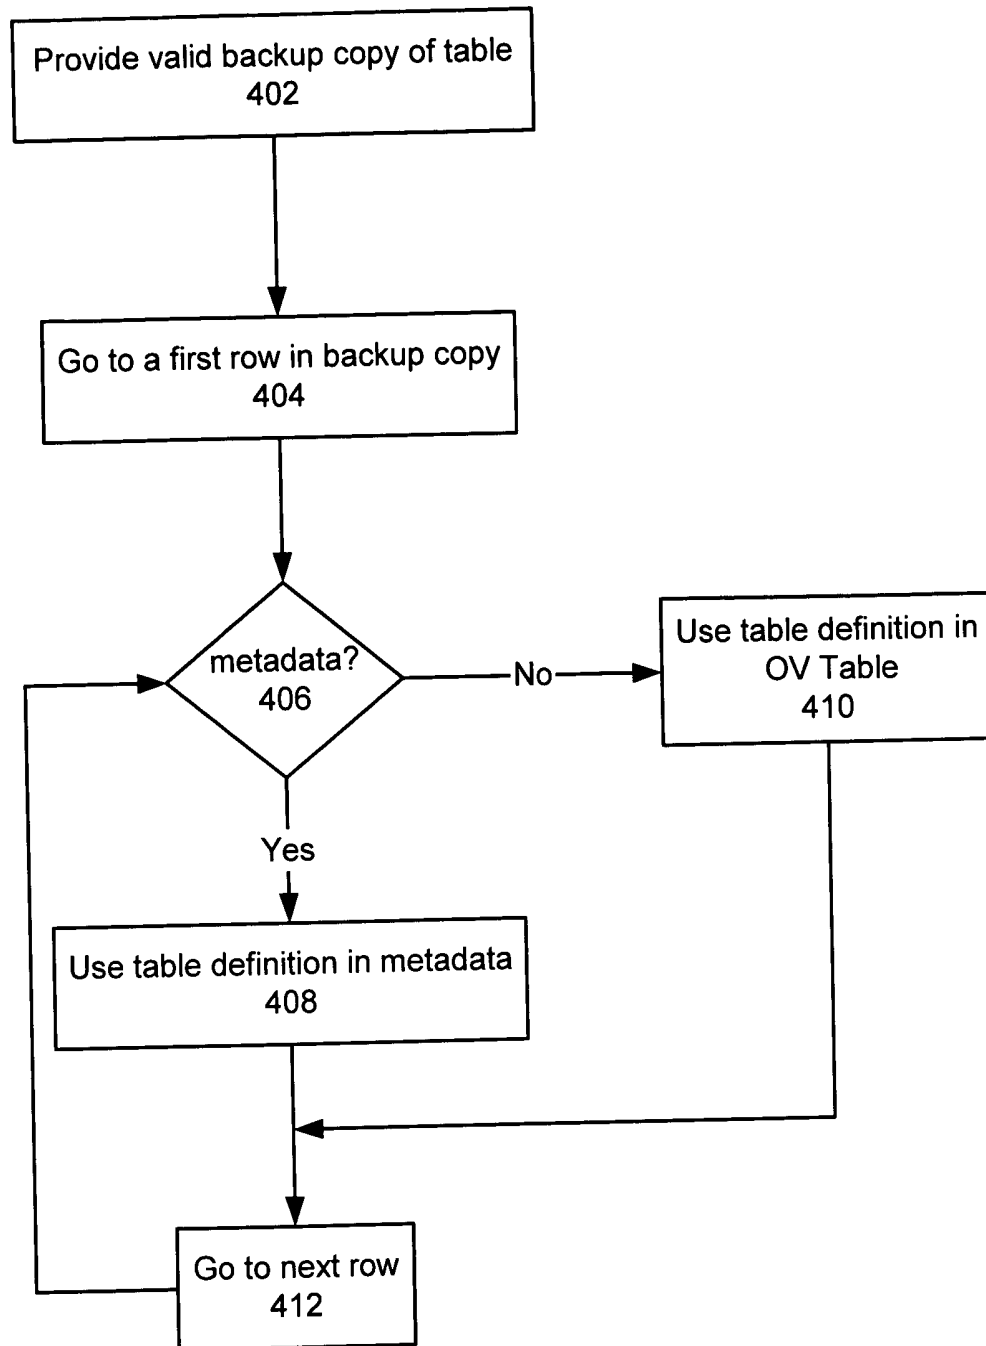 Provide valid backup copy of table
402
Go to a first row in backup copy
404
metadata?
406
No
Use table definition in
OV Table
410
Yes
Use table definition in metadata
408
Go to next row
412